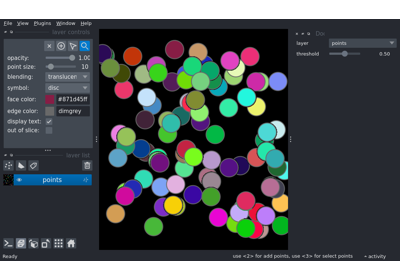 File View Plugins Window Help
layer controls
opacity: 1.00
point size: 10
blending: translucen
symbol: disc
face color: #871d45ff
edge color: dimgrey
display text:
out of slice:
layer list
points
layer points
threshold 0.50
Ready
use <2> for add points, use <3> for select points
activity